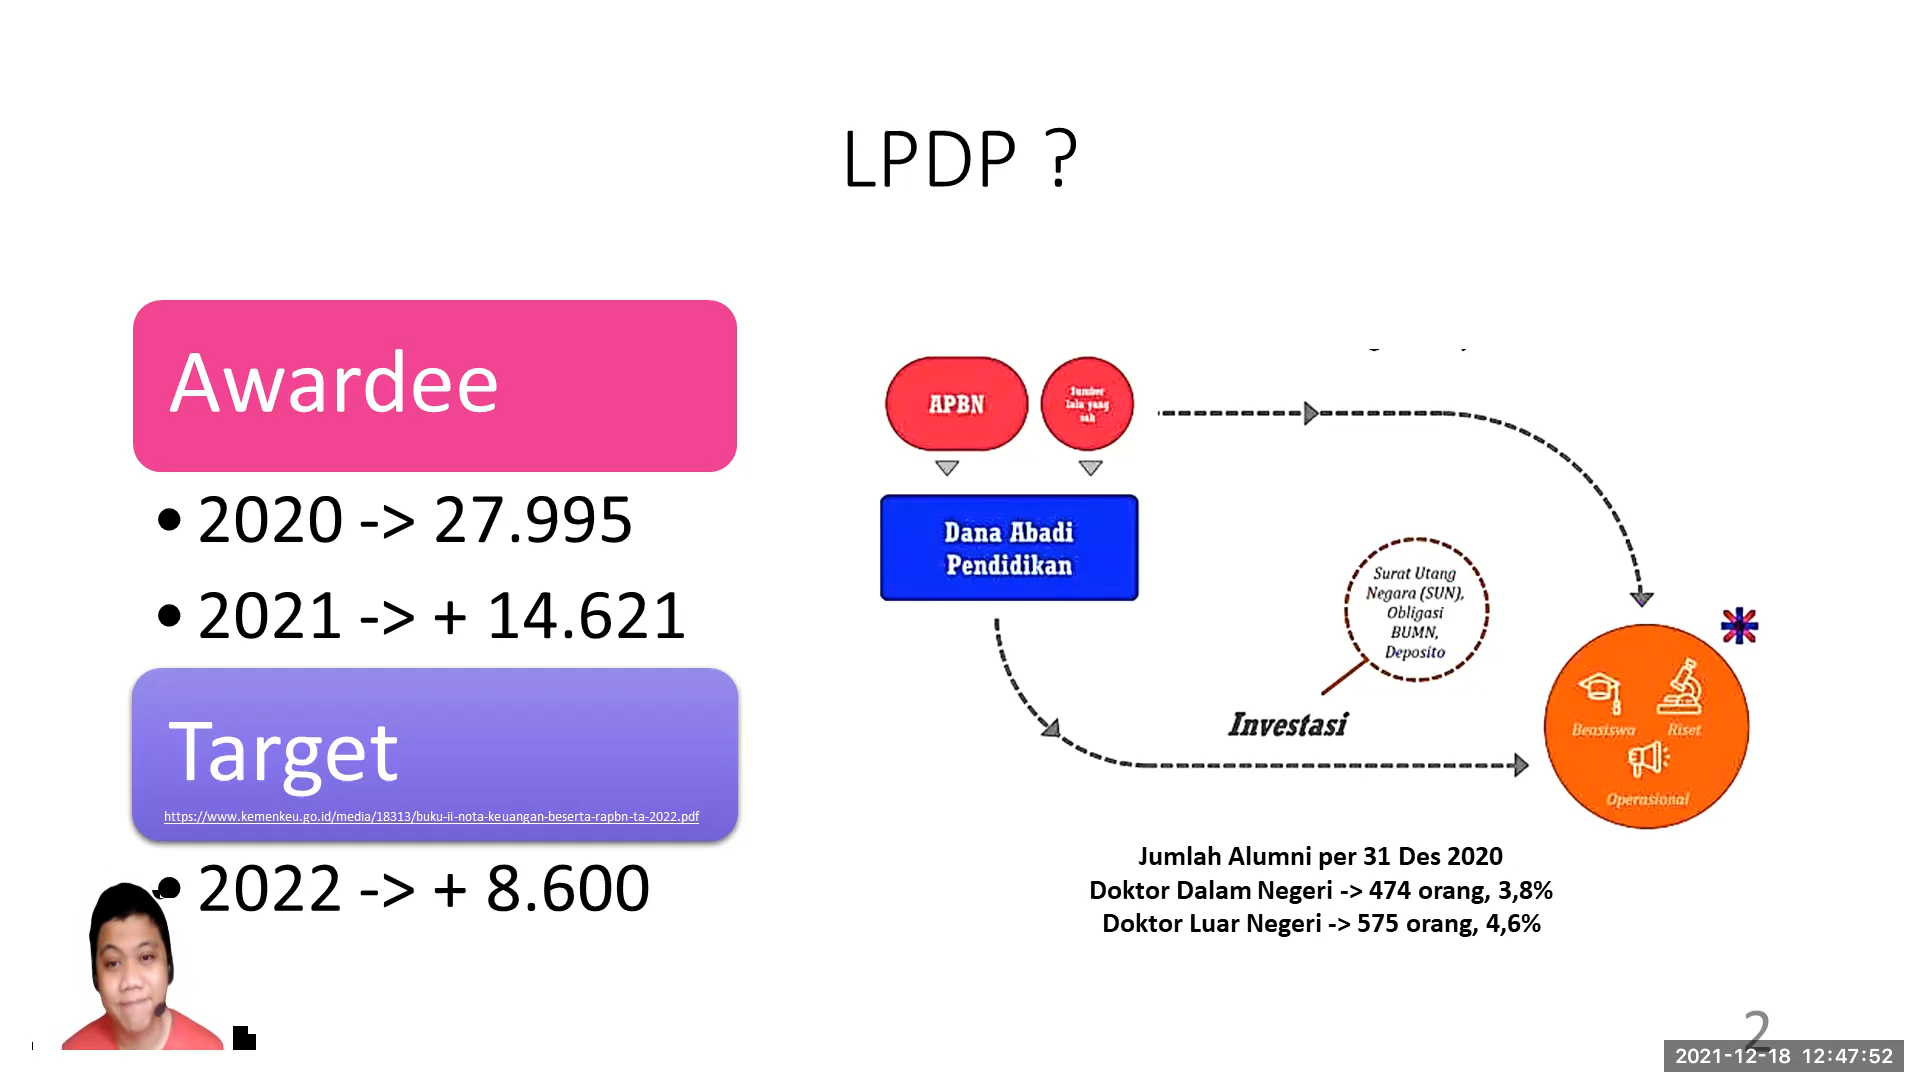 LPDP ?
Awardee
• 2020 -> 27.995
• 2021 -> + 14.621
Target
https://www.kemenkeu.go.id/media/18313/buku-ii-nota-keuangan-beserta-rapbn-ta-2022.pdf
• 2022 -> + 8.600
APBN
Sumber
lain yang
sah
Dana Abadi
Pendidikan
Surat Utang
Negara (SUN),
Obligasi
BUMN,
Deposito
Investasi
Beasiswa
Riset
Operasional
Jumlah Alumni per 31 Des 2020
Doktor Dalam Negeri -> 474 orang, 3,8%
Doktor Luar Negeri -> 575 orang, 4,6%
2
2021-12-18 12:47:52